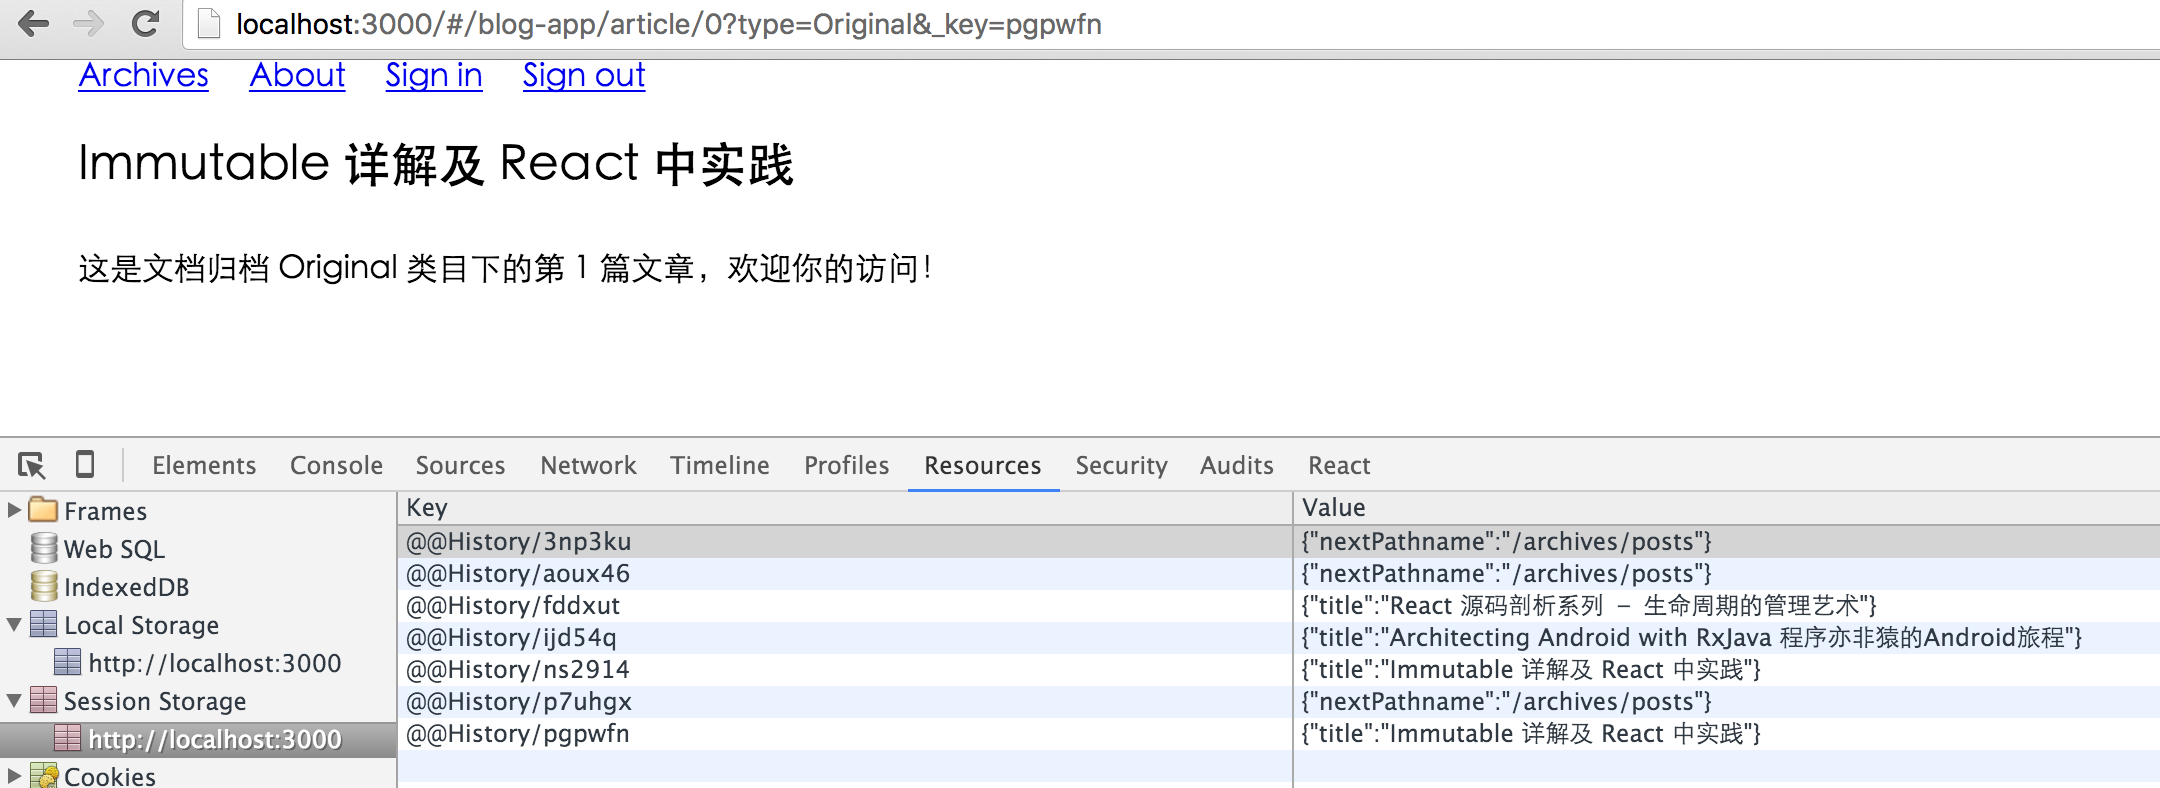 localhost:3000/#/blog-app/article/0?type=Original&_key=pgpwfn
Archives About Sign in Sign out
Immutable 详解及 React 中实践
这是文档归档 Original 类目下的第 1 篇文章，欢迎你的访问！
Elements Console Sources Network Timeline Profiles Resources Security Audits React
Frames
Web SQL
IndexedDB
Local Storage
http://localhost:3000
Session Storage
http://localhost:3000
Cookies
Key Value
@@History/3np3ku {"nextPathname":"/archives/posts"}
@@History/aoux46 {"nextPathname":"/archives/posts"}
@@History/fddxut {"title":"React 源码剖析系列 － 生命周期的管理艺术"}
@@History/ijd54q {"title":"Architecting Android with RxJava 程序亦非猿的Android旅程"}
@@History/ns2914 {"title":"Immutable 详解及 React 中实践"}
@@History/p7uhgx {"nextPathname":"/archives/posts"}
@@History/pgpwfn {"title":"Immutable 详解及 React 中实践"}